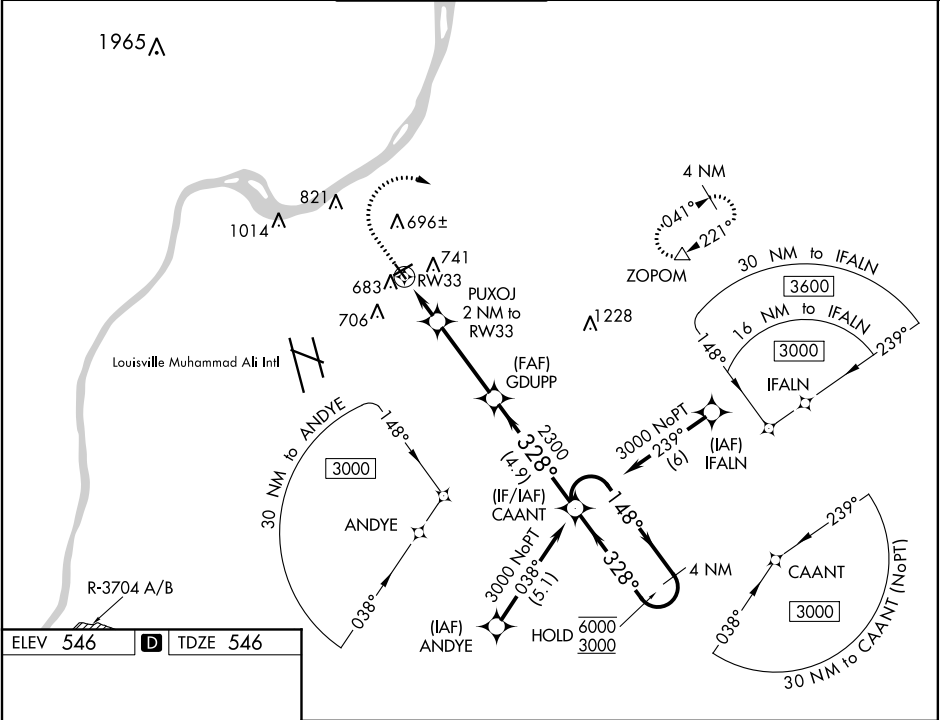 1965
4 NM
041°
221°
821
1014
696±
ZOPOM
741
RW33
683
706
PUXOJ
2 NM to
RW33
1228
30 NM to IFALN
3600
16 NM to IFALN
148°
239°
3000
IFALN
Louisville Muhammad Ali Intl
(FAF)
GDUPP
30 NM to ANDYE
148°
3000
ANDYE
038°
2300
328°
(4.9)
3000 NoPT
239°
(6)
(IAF)
IFALN
(IF/IAF)
CAANT
148°
328°
4 NM
3000 NoPT
038°
(5.1)
HOLD
6000
3000
(IAF)
ANDYE
239°
CAANT
3000
038°
30 NM to CAANT (NoPT)
R-3704 A/B
ELEV 546 D TDZE 546